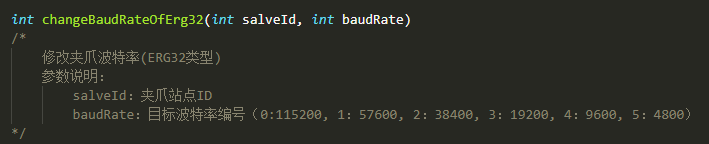 int changeBaudRateOfErg32(int salveId, int baudRate)
/*
修改夹爪波特率(ERG32类型)
参数说明:
salveId：夹爪站点ID
baudRate：目标波特率编号（0:115200, 1：57600, 2：38400, 3：19200, 4：9600, 5：4800）
*/